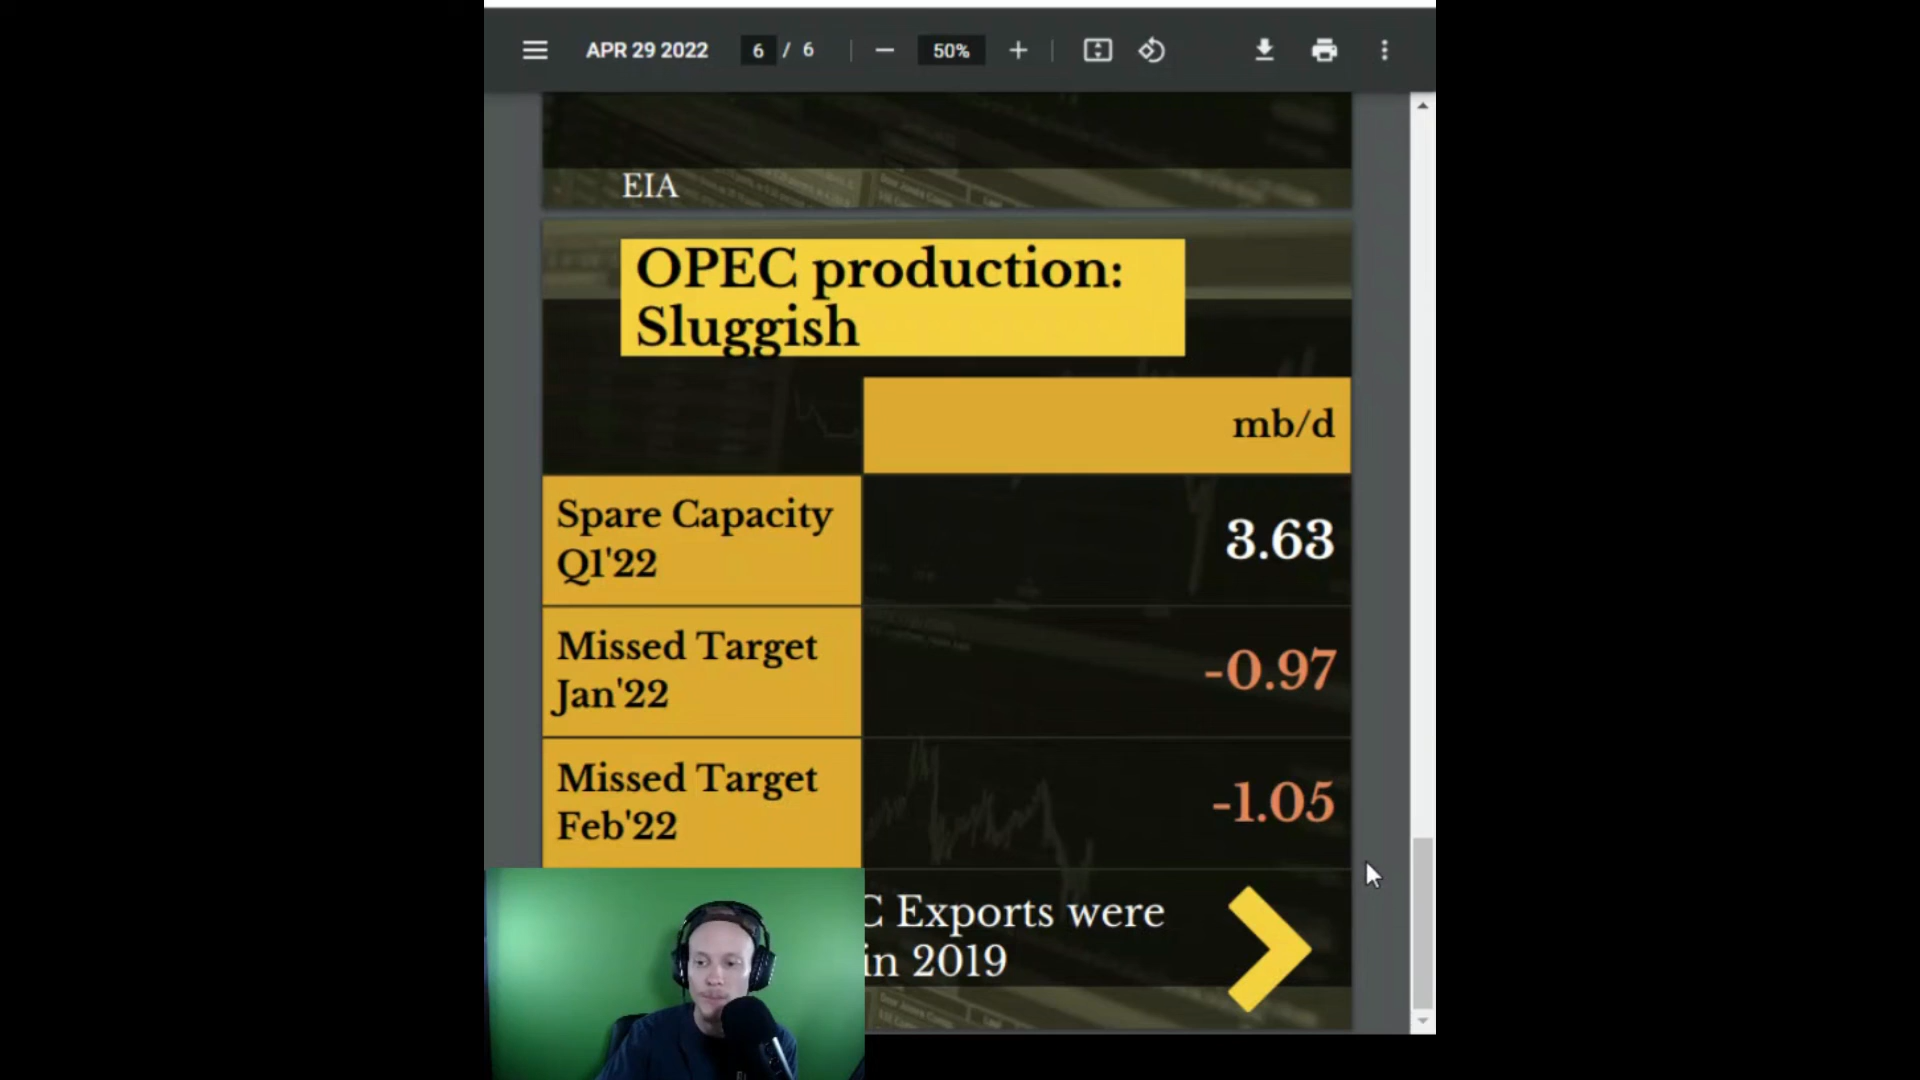 APR 29 2022 6 / 6 50%
EIA
OPEC production:
Sluggish
mb/d
Spare Capacity
Q1'22
3.63
Missed Target
Jan'22
-0.97
Missed Target
Feb'22
-1.05
C Exports were
in 2019